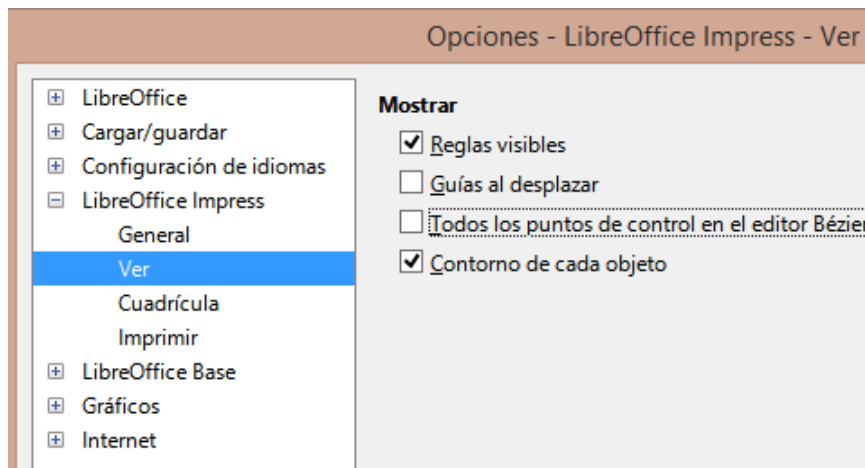 Opciones - LibreOffice Impress - Ver
LibreOffice
Cargar/guardar
Configuración de idiomas
LibreOffice Impress
General
Ver
Cuadrícula
Imprimir
LibreOffice Base
Gráficos
Internet
Mostrar
Reglas visibles
Guías al desplazar
Todos los puntos de control en el editor Bézier
Contorno de cada objeto